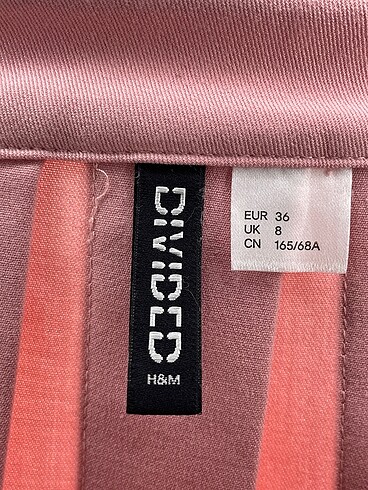 DIVIDED
H&M
EUR 36
UK 8
CN 165/68A